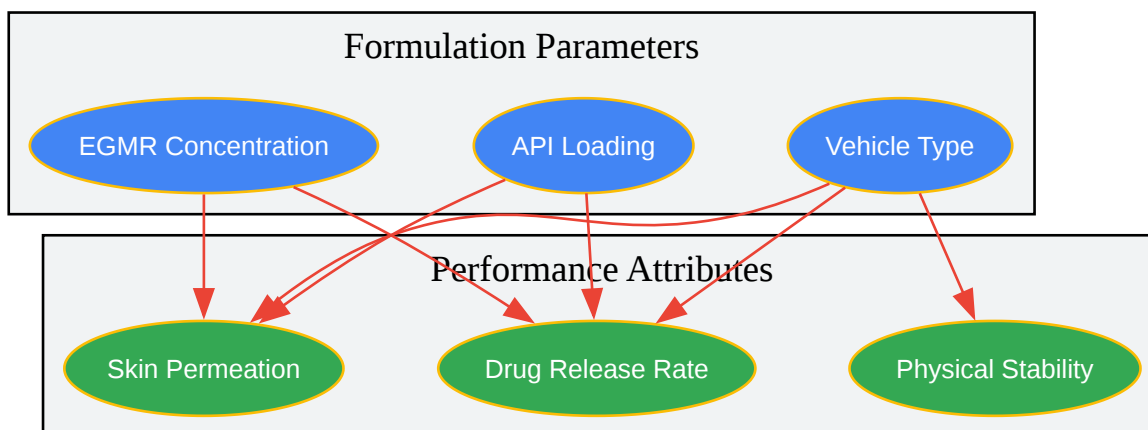 Formulation Parameters
EGMR Concentration
API Loading
Vehicle Type
Performance Attributes
Skin Permeation
Drug Release Rate
Physical Stability